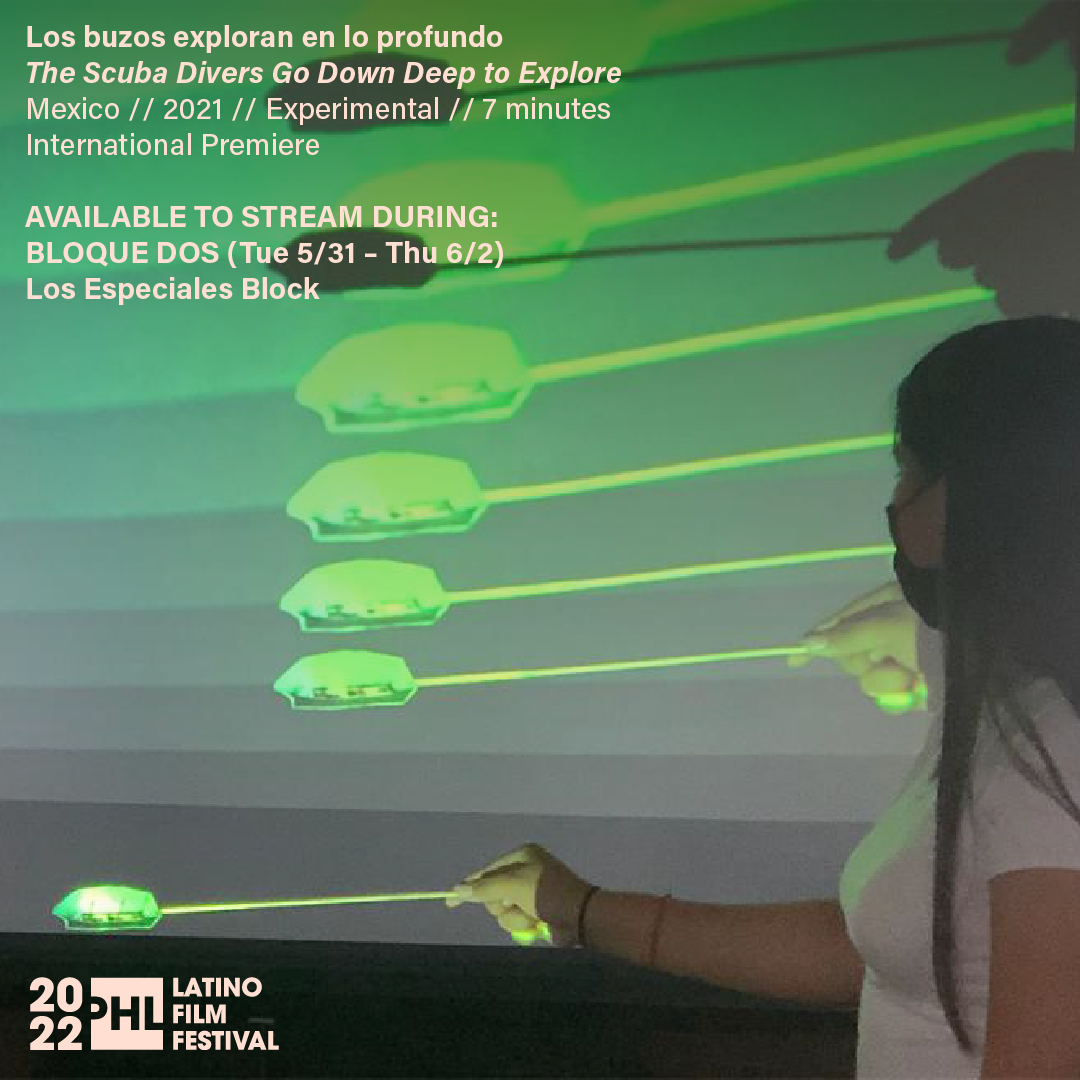 Los buzos exploran en lo profundo
The Scuba Divers Go Down Deep to Explore
Mexico // 2021 // Experimental // 7 minutes
International Premiere
AVAILABLE TO STREAM DURING:
BLOQUE DOS (Tue 5/31 – Thu 6/2)
Los Especiales Block
20
22
PHL
LATINO
FILM
FESTIVAL